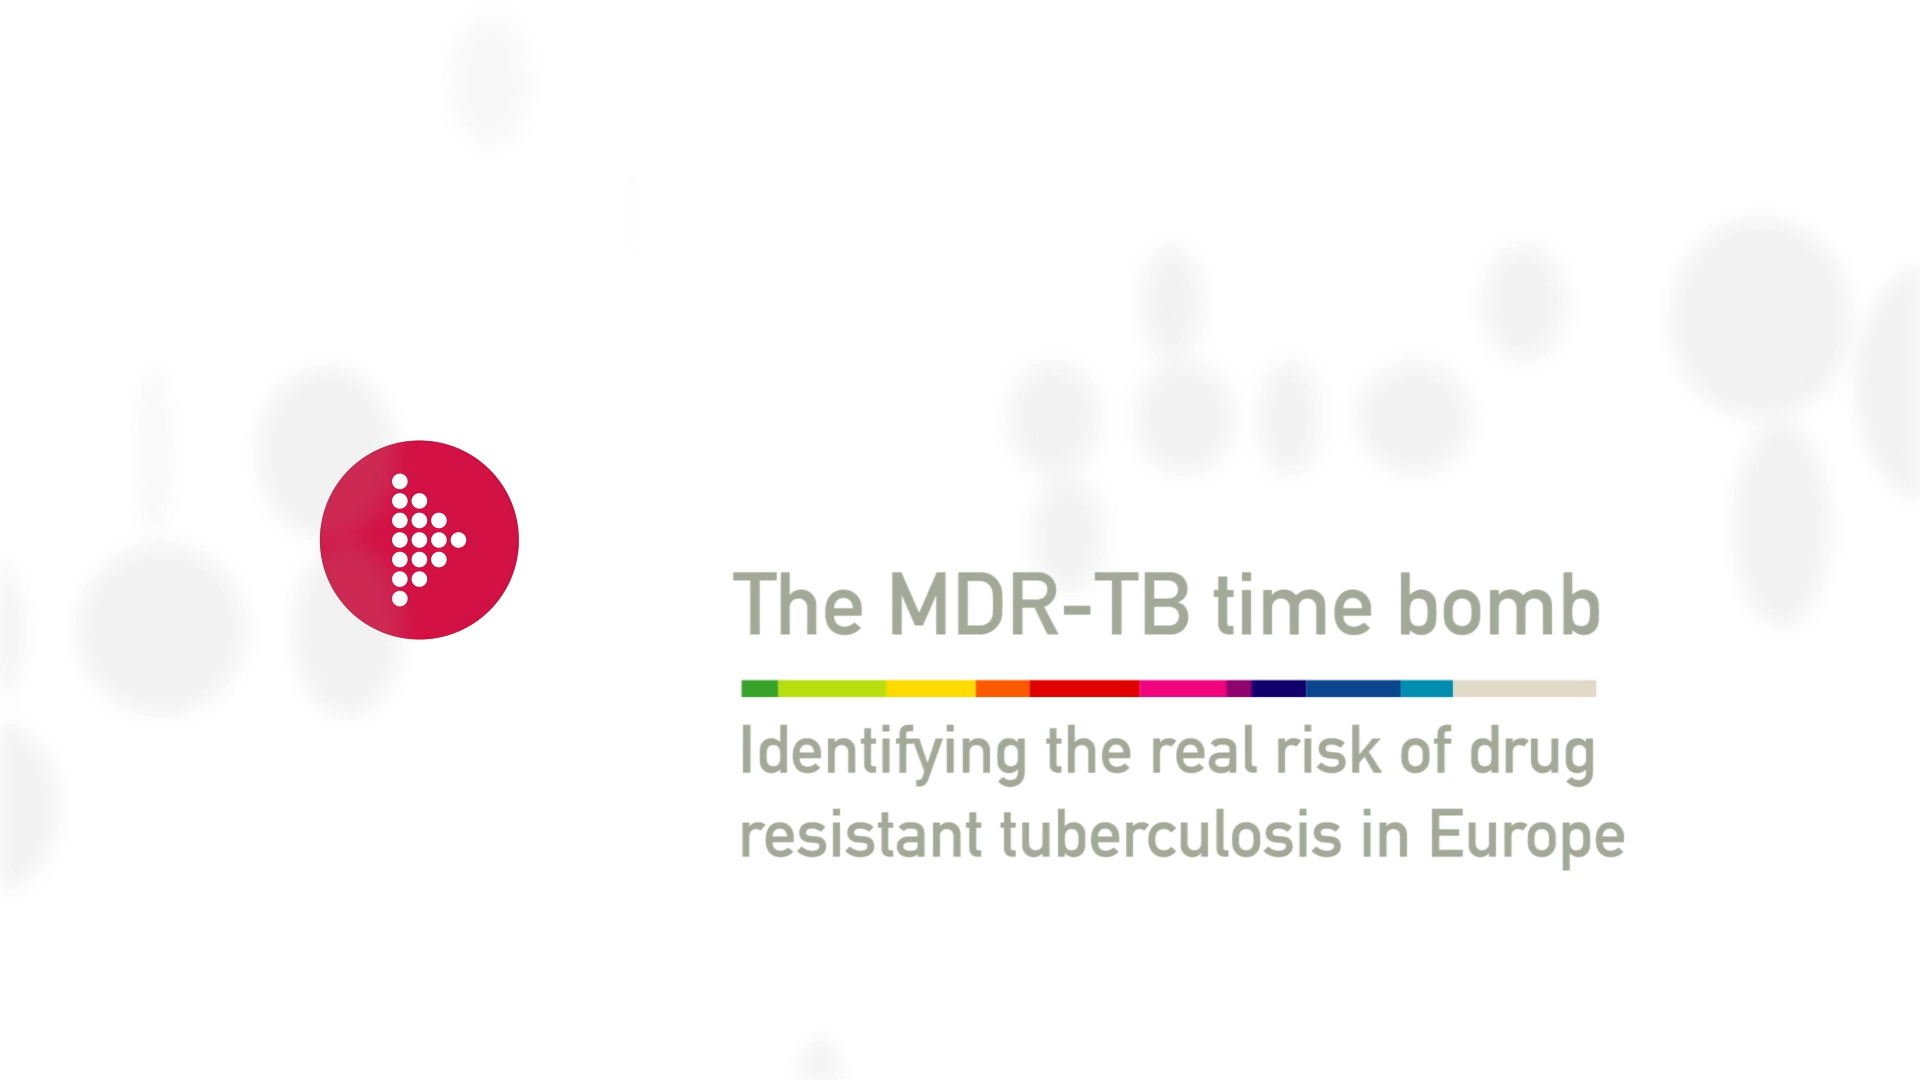 The MDR-TB time bomb
Identifying the real risk of drug
resistant tuberculosis in Europe